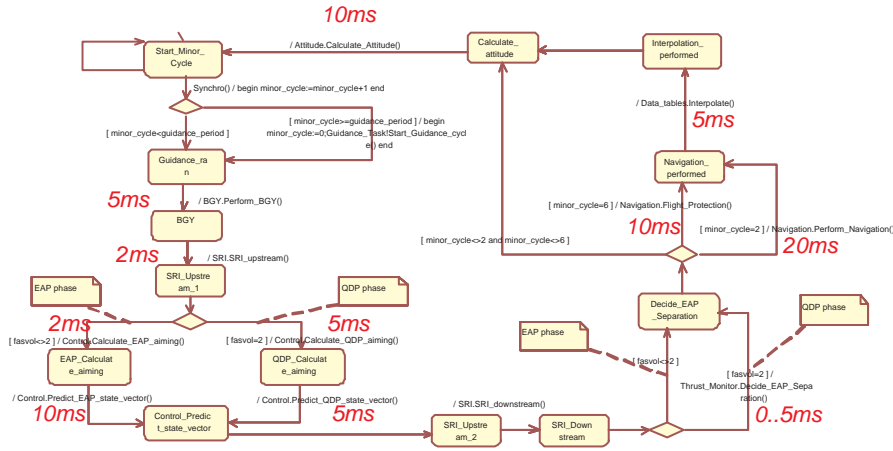 10ms
/ Attitude.Calculate_Attitude()
Start_Minor_
Cycle
Calculate_
attitude
Interpolation_
performed
Synchro() / begin minor_cycle:=minor_cycle+1 end
/ Data_tables.Interpolate()
5ms
[ minor_cycle>=guidance_period ] / begin
minor_cycle:=0;Guidance_Task!Start_Guidance_cycl
e() end
[ minor_cycle<guidance_period ]
Guidance_ra
n
Navigation_
performed
5ms
/ BGY.Perform_BGY()
[ minor_cycle=6 ] / Navigation.Flight_Protection()
10ms
BGY
[ minor_cycle=2 ] / Navigation.Perform_Navigation()
[ minor_cycle<>2 and minor_cycle<>6 ]
20ms
2ms
/ SRI.SRI_upstream()
SRI_Upstre
am_1
EAP phase
QDP phase
2ms
5ms
[ fasvol<>2 ] / Control.Calculate_EAP_aiming()
[ fasvol=2 ] / Control.Calculate_QDP_aiming()
EAP_Calculat
e_aiming
QDP_Calculat
e_aiming
/ Control.Predict_EAP_state_vector()
/ Control.Predict_QDP_state_vector()
10ms
5ms
Control_Predic
t_state_vector
/ SRI.SRI_downstream()
SRI_Upstre
am_2
SRI_Down
stream
Decide_EAP
_Separation
QDP phase
EAP phase
[ fasvol<>2 ]
[ fasvol=2 ] /
Thrust_Monitor.Decide_EAP_Sepa
ration()
0..5ms